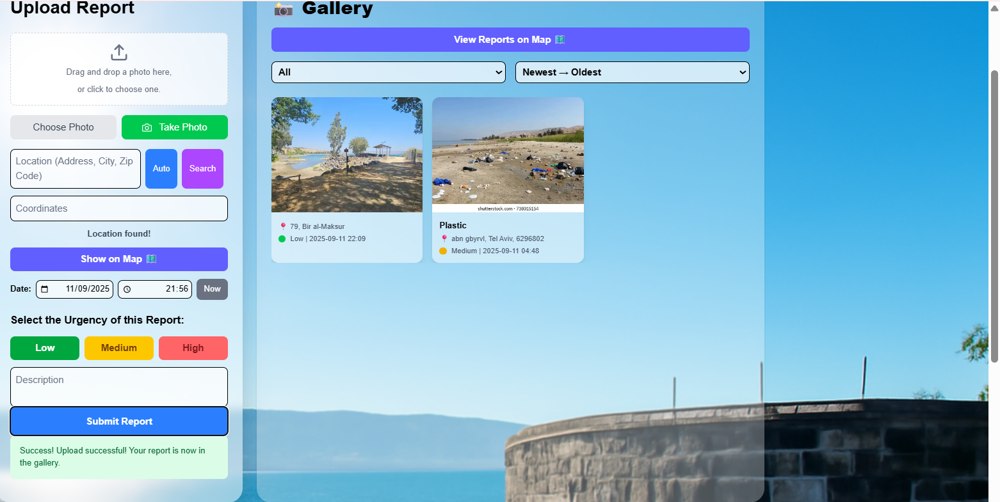 Upload Report
Drag and drop a photo here,
or click to choose one.
Choose Photo
Take Photo
Location (Address, City, Zip
Code)
Auto
Search
Coordinates
Location found!
Show on Map
Date:
11/09/2025
21:56
Now
Select the Urgency of this Report:
Low
Medium
High
Description
Submit Report
Success! Upload successful! Your report is now in
the gallery.
Gallery
View Reports on Map
All
Newest → Oldest
79, Bir al-Maksur
Low | 2025-09-11 22:09
shutterstock.com • 738015154
Plastic
abn gbyrvl, Tel Aviv, 6296802
Medium | 2025-09-11 04:48